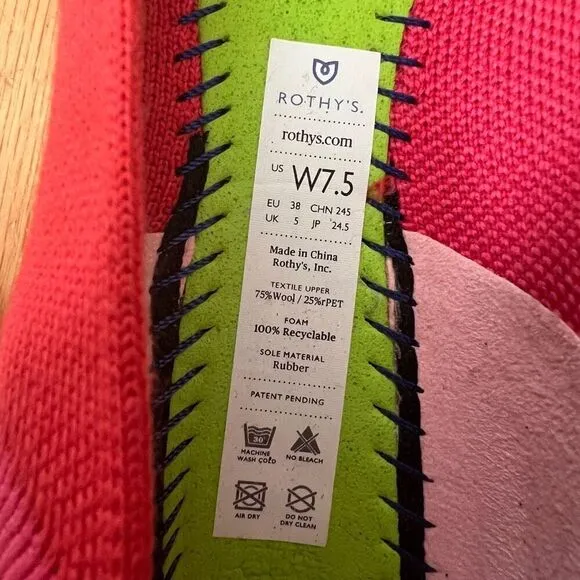 ROTHY'S.
rothys.com
US W7.5
EU 38 CHN 245
UK 5 JP 24.5
Made in China
Rothy's, Inc.
TEXTILE UPPER
75%Wool / 25%rPET
FOAM
100% Recyclable
SOLE MATERIAL
Rubber
PATENT PENDING
30°
MACHINE
WASH COLD
NO BLEACH
AIR DRY
DO NOT
DRY CLEAN